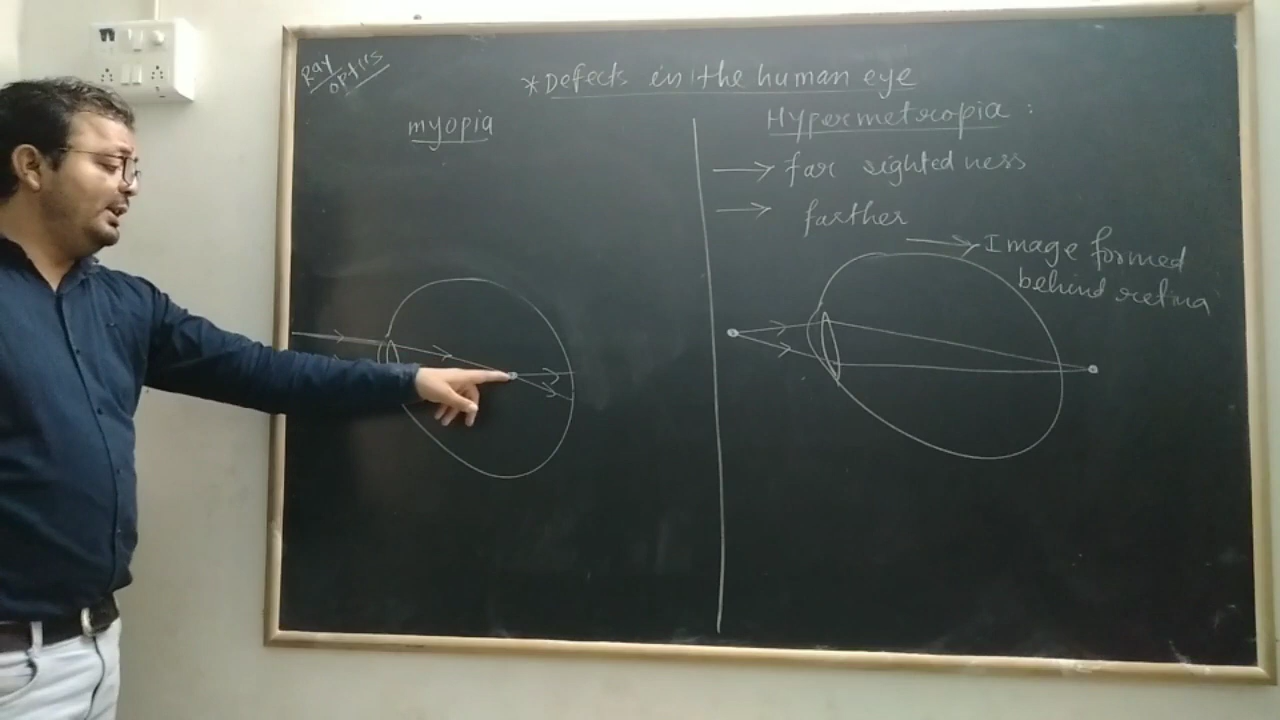 Ray
optics
*Defects in the human eye
myopia
Hypermetropia :
→ far sightedness
→ farther
→ Image formed
behind retina